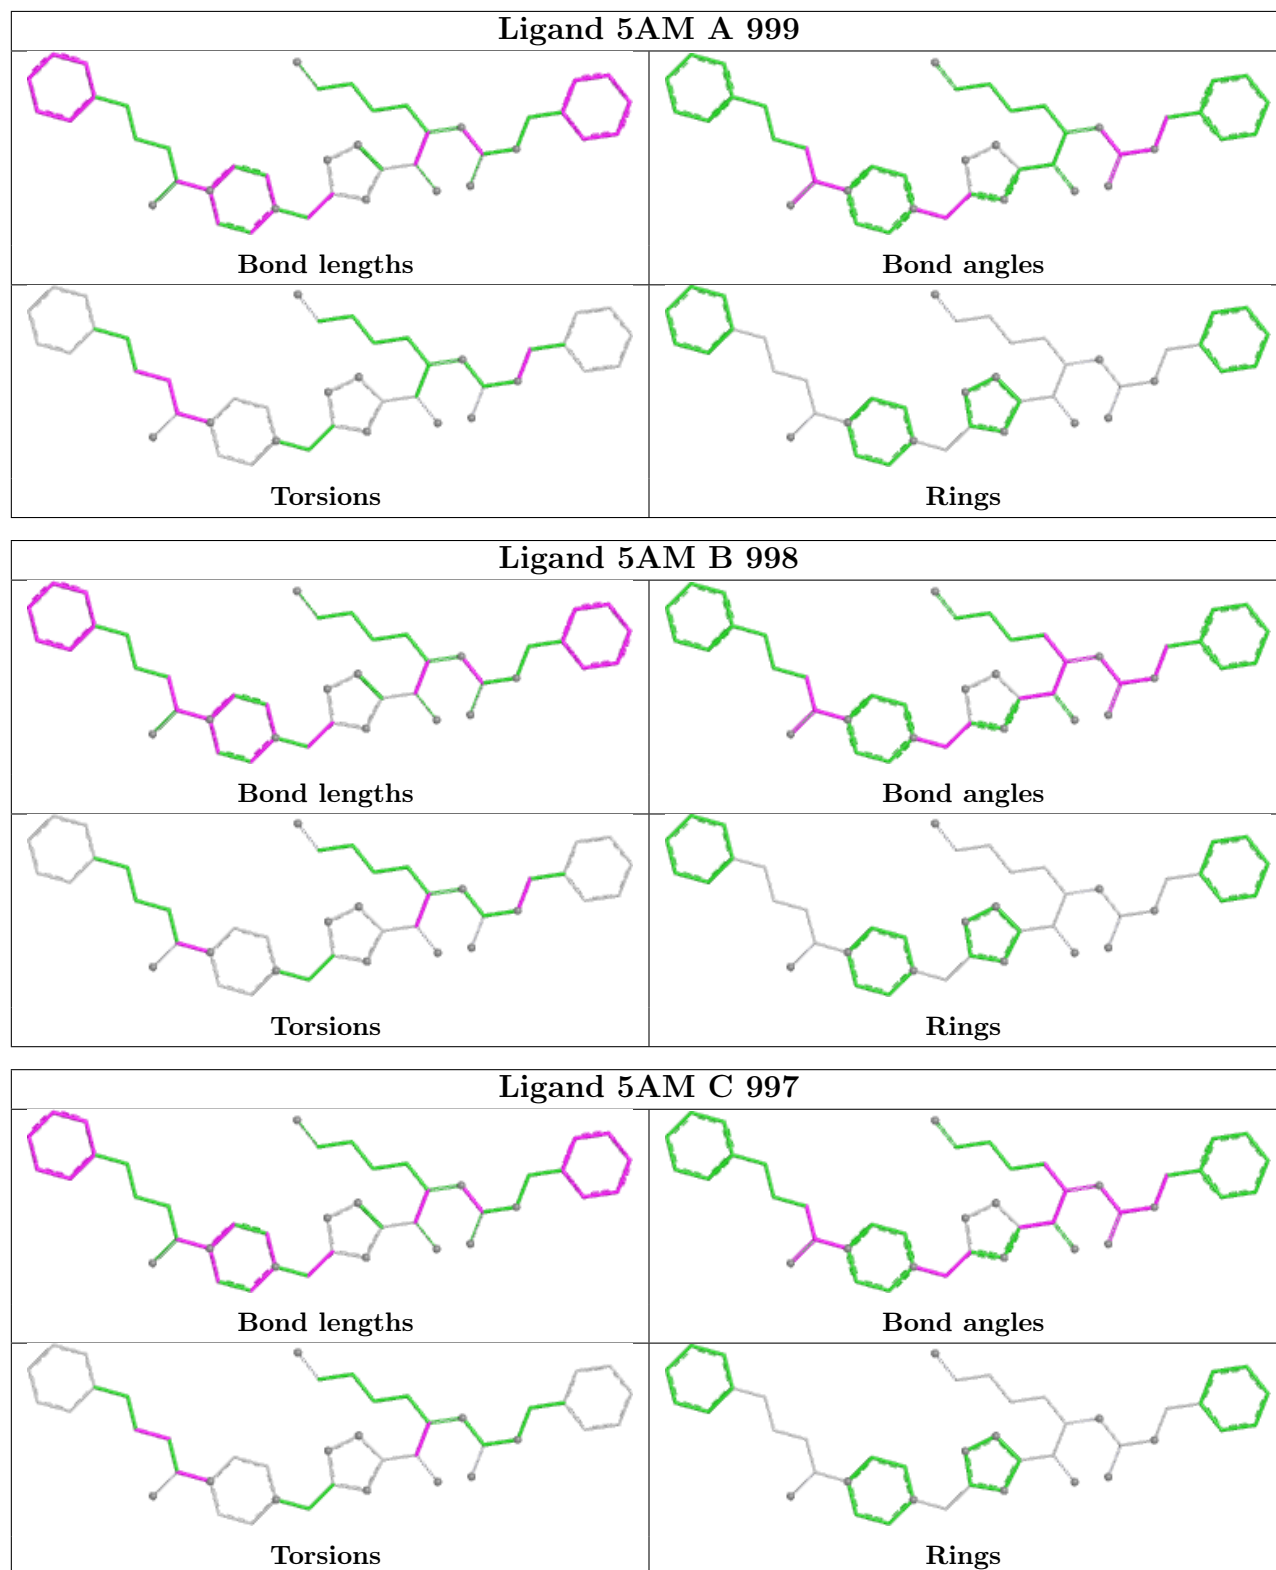 Ligand 5AM A 999
Bond lengths
Bond angles
Torsions
Rings
Ligand 5AM B 998
Bond lengths
Bond angles
Torsions
Rings
Ligand 5AM C 997
Bond lengths
Bond angles
Torsions
Rings